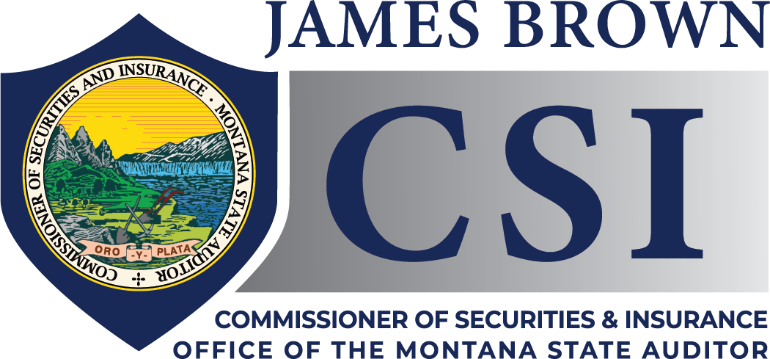 JAMES BROWN
COMMISSIONER OF SECURITIES AND INSURANCE · MONTANA STATE AUDITOR
ORO -Y- PLATA
CSI
COMMISSIONER OF SECURITIES & INSURANCE
OFFICE OF THE MONTANA STATE AUDITOR